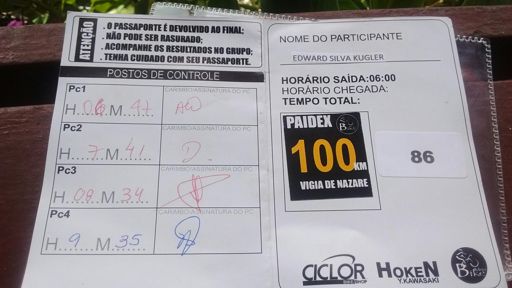 ATENÇÃO
. O PASSAPORTE É DEVOLVIDO AO FINAL;
. NÃO PODE SER RASURADO;
. ACOMPANHE OS RESULTADOS NO GRUPO;
. TENHA CUIDADO COM SEU PASSAPORTE.
POSTOS DE CONTROLE
Pc1 CARIMBO/ASSINATURA DO PC
H...06...M...47...
Pc2 CARIMBO/ASSINATURA DO PC
H...7...M...41...
Pc3 CARIMBO/ASSINATURA DO PC
H...08...M...34...
Pc4 CARIMBO/ASSINATURA DO PC
H...9...M...35...
NOME DO PARTICIPANTE
EDWARD SILVA KUGLER
HORÁRIO SAÍDA:06:00
HORÁRIO CHEGADA:
TEMPO TOTAL:
PAIDEX
100KM
VIGIA DE NAZARE
86
CICLOR
BIKE SHOP
HOKEN
Y.KAWASAKI